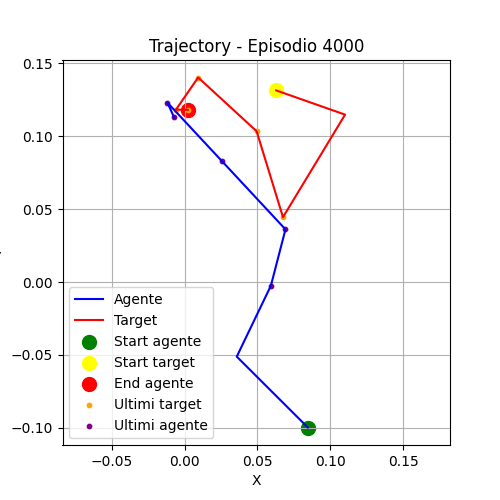 Trajectory - Episodio 4000
0.15
0.10
0.05
0.00
−0.05
−0.10
Agente
Target
Start agente
Start target
End agente
Ultimi target
Ultimi agente
−0.05 0.00 0.05 0.10 0.15
X